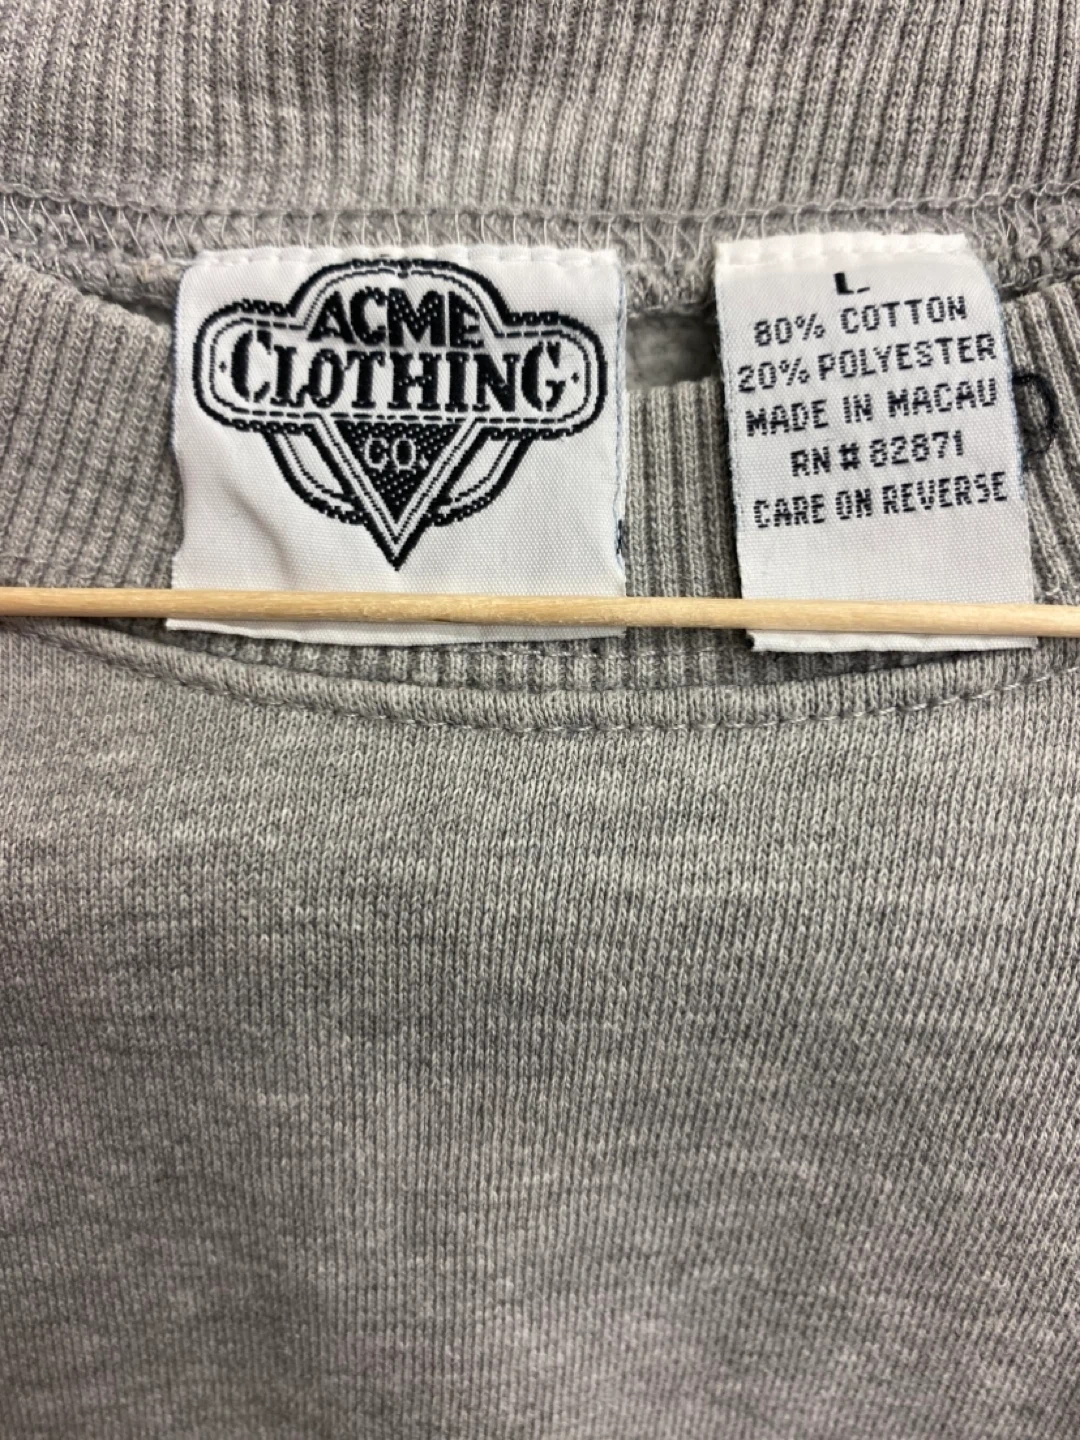 ACME
CLOTHING
CO.
L
80% COTTON
20% POLYESTER
MADE IN MACAU
RN # 82871
CARE ON REVERSE